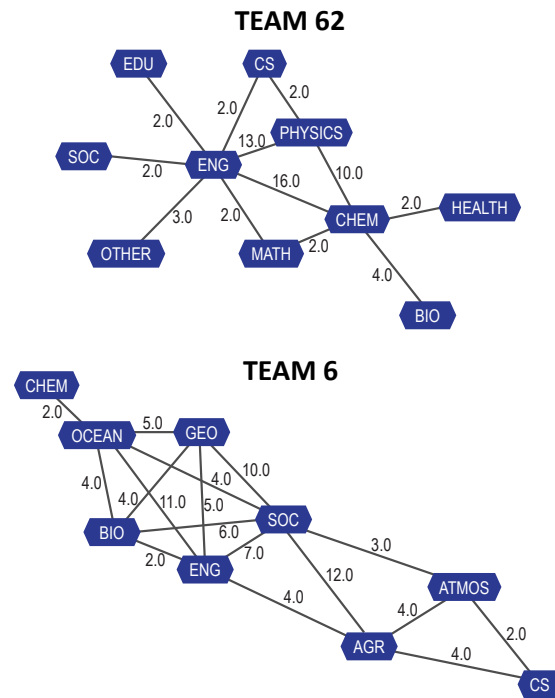 TEAM 62
EDU
CS
2.0
2.0
2.0
PHYSICS
13.0
SOC
2.0
ENG
16.0
10.0
3.0
2.0
CHEM
2.0
HEALTH
OTHER
MATH
2.0
4.0
BIO
TEAM 6
CHEM
2.0
OCEAN
5.0
GEO
4.0
4.0
11.0
5.0
4.0
10.0
BIO
6.0
SOC
2.0
7.0
3.0
ENG
12.0
4.0
4.0
ATMOS
2.0
AGR
4.0
CS